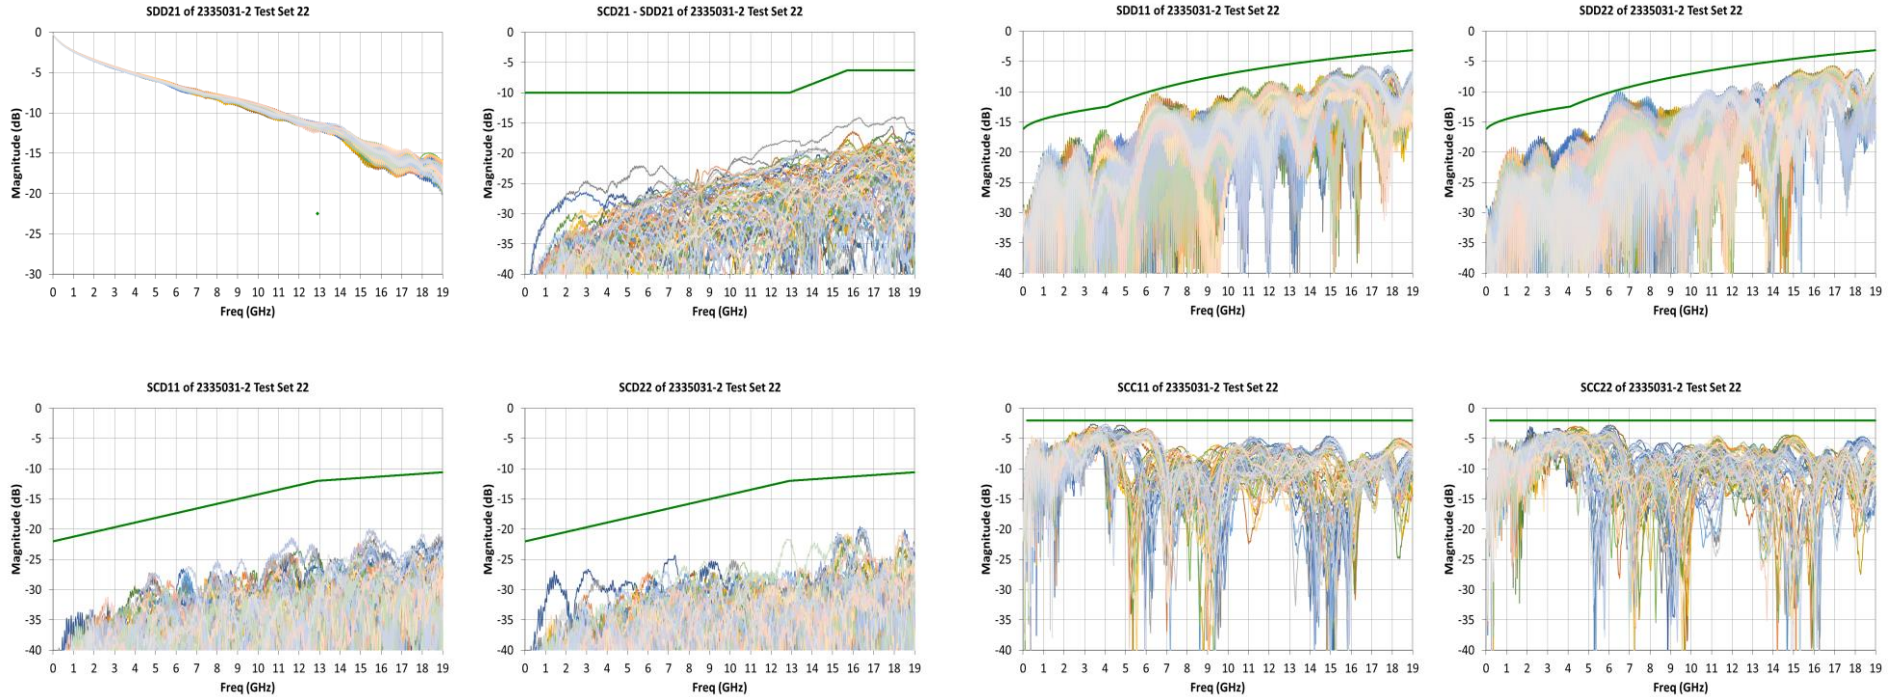 SDD21 of 2335031-2 Test Set 22
0
-5
-10
-15
-20
-25
-30
Magnitude (dB)
0 1 2 3 4 5 6 7 8 9 10 11 12 13 14 15 16 17 18 19
Freq (GHz)
SCD21 - SDD21 of 2335031-2 Test Set 22
0
-5
-10
-15
-20
-25
-30
-35
-40
Magnitude (dB)
0 1 2 3 4 5 6 7 8 9 10 11 12 13 14 15 16 17 18 19
Freq (GHz)
SDD11 of 2335031-2 Test Set 22
0
-5
-10
-15
-20
-25
-30
-35
-40
Magnitude (dB)
0 1 2 3 4 5 6 7 8 9 10 11 12 13 14 15 16 17 18 19
Freq (GHz)
SDD22 of 2335031-2 Test Set 22
0
-5
-10
-15
-20
-25
-30
-35
-40
Magnitude (dB)
0 1 2 3 4 5 6 7 8 9 10 11 12 13 14 15 16 17 18 19
Freq (GHz)
SCD11 of 2335031-2 Test Set 22
0
-5
-10
-15
-20
-25
-30
-35
-40
Magnitude (dB)
0 1 2 3 4 5 6 7 8 9 10 11 12 13 14 15 16 17 18 19
Freq (GHz)
SCD22 of 2335031-2 Test Set 22
0
-5
-10
-15
-20
-25
-30
-35
-40
Magnitude (dB)
0 1 2 3 4 5 6 7 8 9 10 11 12 13 14 15 16 17 18 19
Freq (GHz)
SCC11 of 2335031-2 Test Set 22
0
-5
-10
-15
-20
-25
-30
-35
-40
Magnitude (dB)
0 1 2 3 4 5 6 7 8 9 10 11 12 13 14 15 16 17 18 19
Freq (GHz)
SCC22 of 2335031-2 Test Set 22
0
-5
-10
-15
-20
-25
-30
-35
-40
Magnitude (dB)
0 1 2 3 4 5 6 7 8 9 10 11 12 13 14 15 16 17 18 19
Freq (GHz)